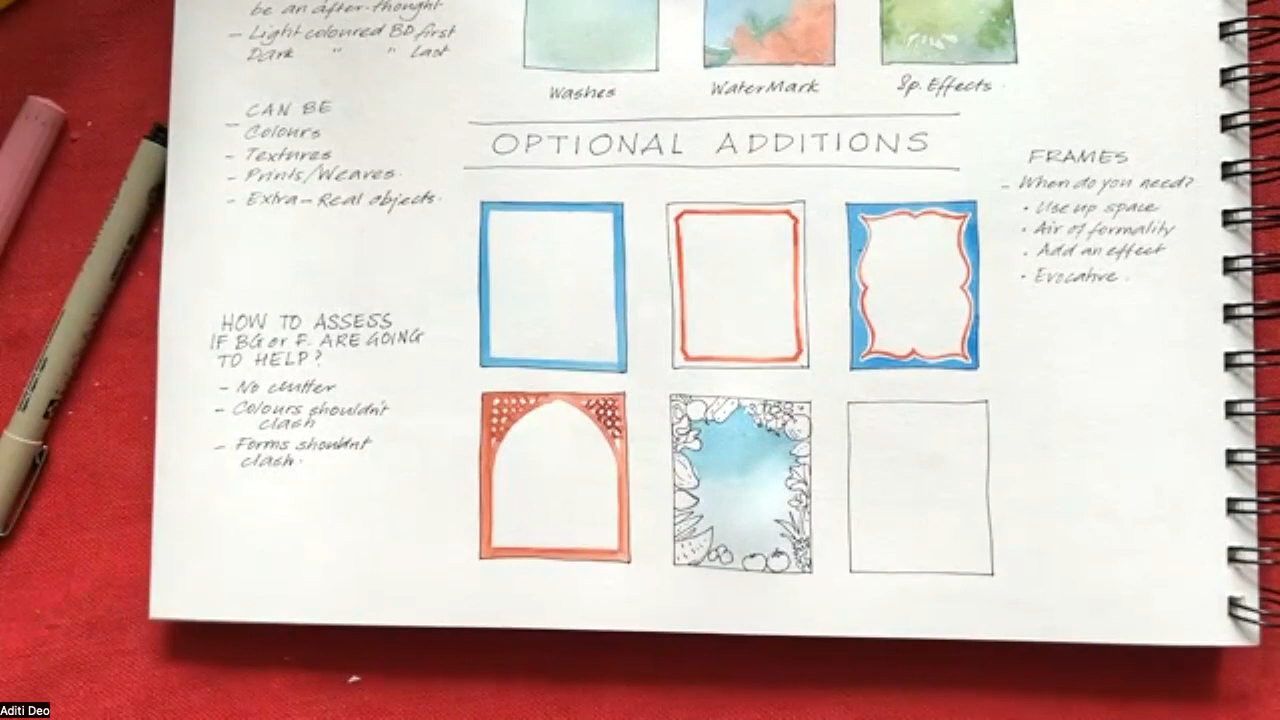 be an after-thought
- Light coloured BD first
Dark " " Last
Washes
WaterMark
Sp. Effects
- CAN BE
- Colours
- Textures
- Prints/Weaves.
- Extra - Real objects.
OPTIONAL ADDITIONS
FRAMES
- When do you need?
• Use up space
• Air of formality
• Add an effect
• Evocative.
HOW TO ASSESS
IF BG or F. ARE GOING
TO HELP?
- No clutter
- Colours shouldn't
clash
- Forms shouldnt
clash.
Aditi Deo